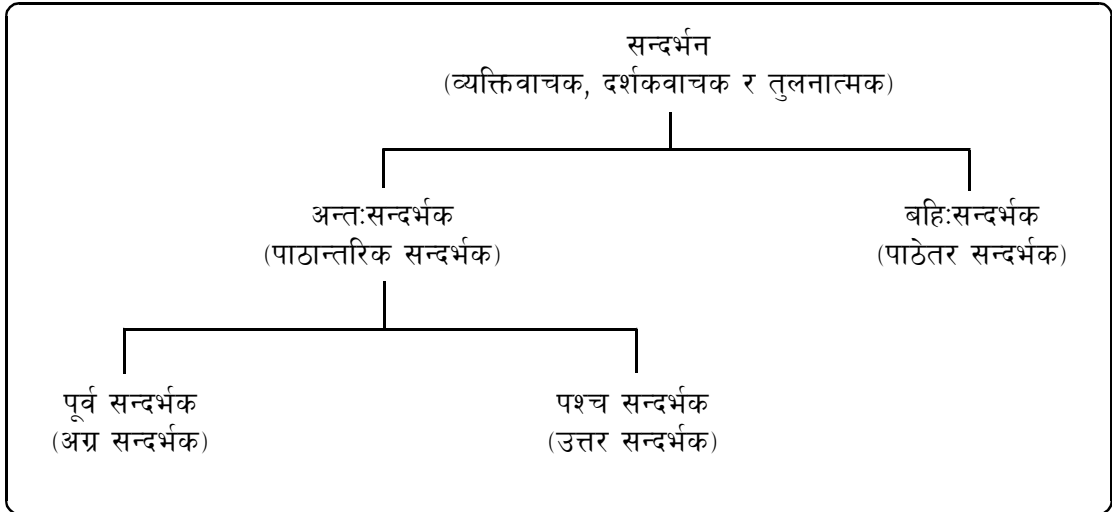 सन्दर्भन
(व्यक्तिवाचक, दर्शकवाचक र तुलनात्मक)
अन्तःसन्दर्भक
(पाठान्तरिक सन्दर्भक)
बहिःसन्दर्भक
(पाठेतर सन्दर्भक)
पूर्व सन्दर्भक
(अग्र सन्दर्भक)
पश्च सन्दर्भक
(उत्तर सन्दर्भक)